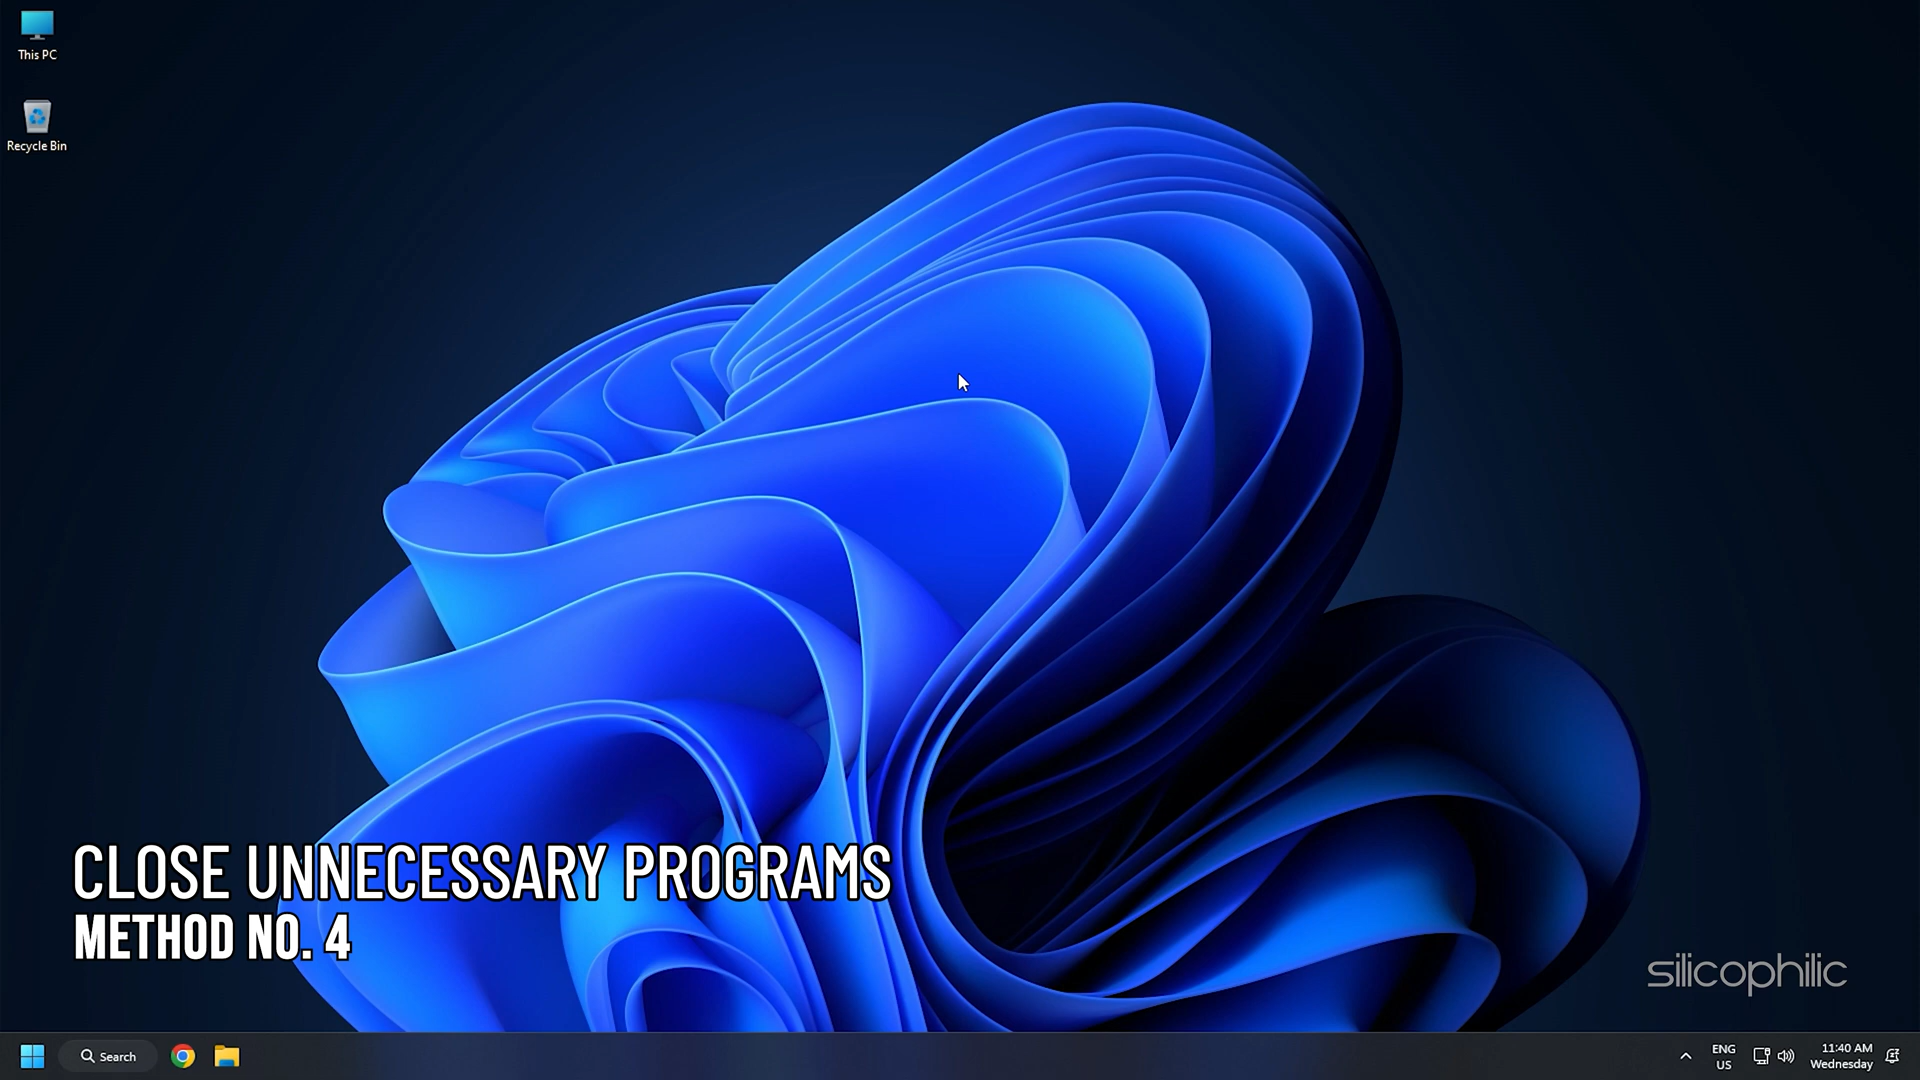 This PC
Recycle Bin
CLOSE UNNECESSARY PROGRAMS
METHOD NO. 4
silicophilic
Search
ENG
US
11:40 AM
Wednesday